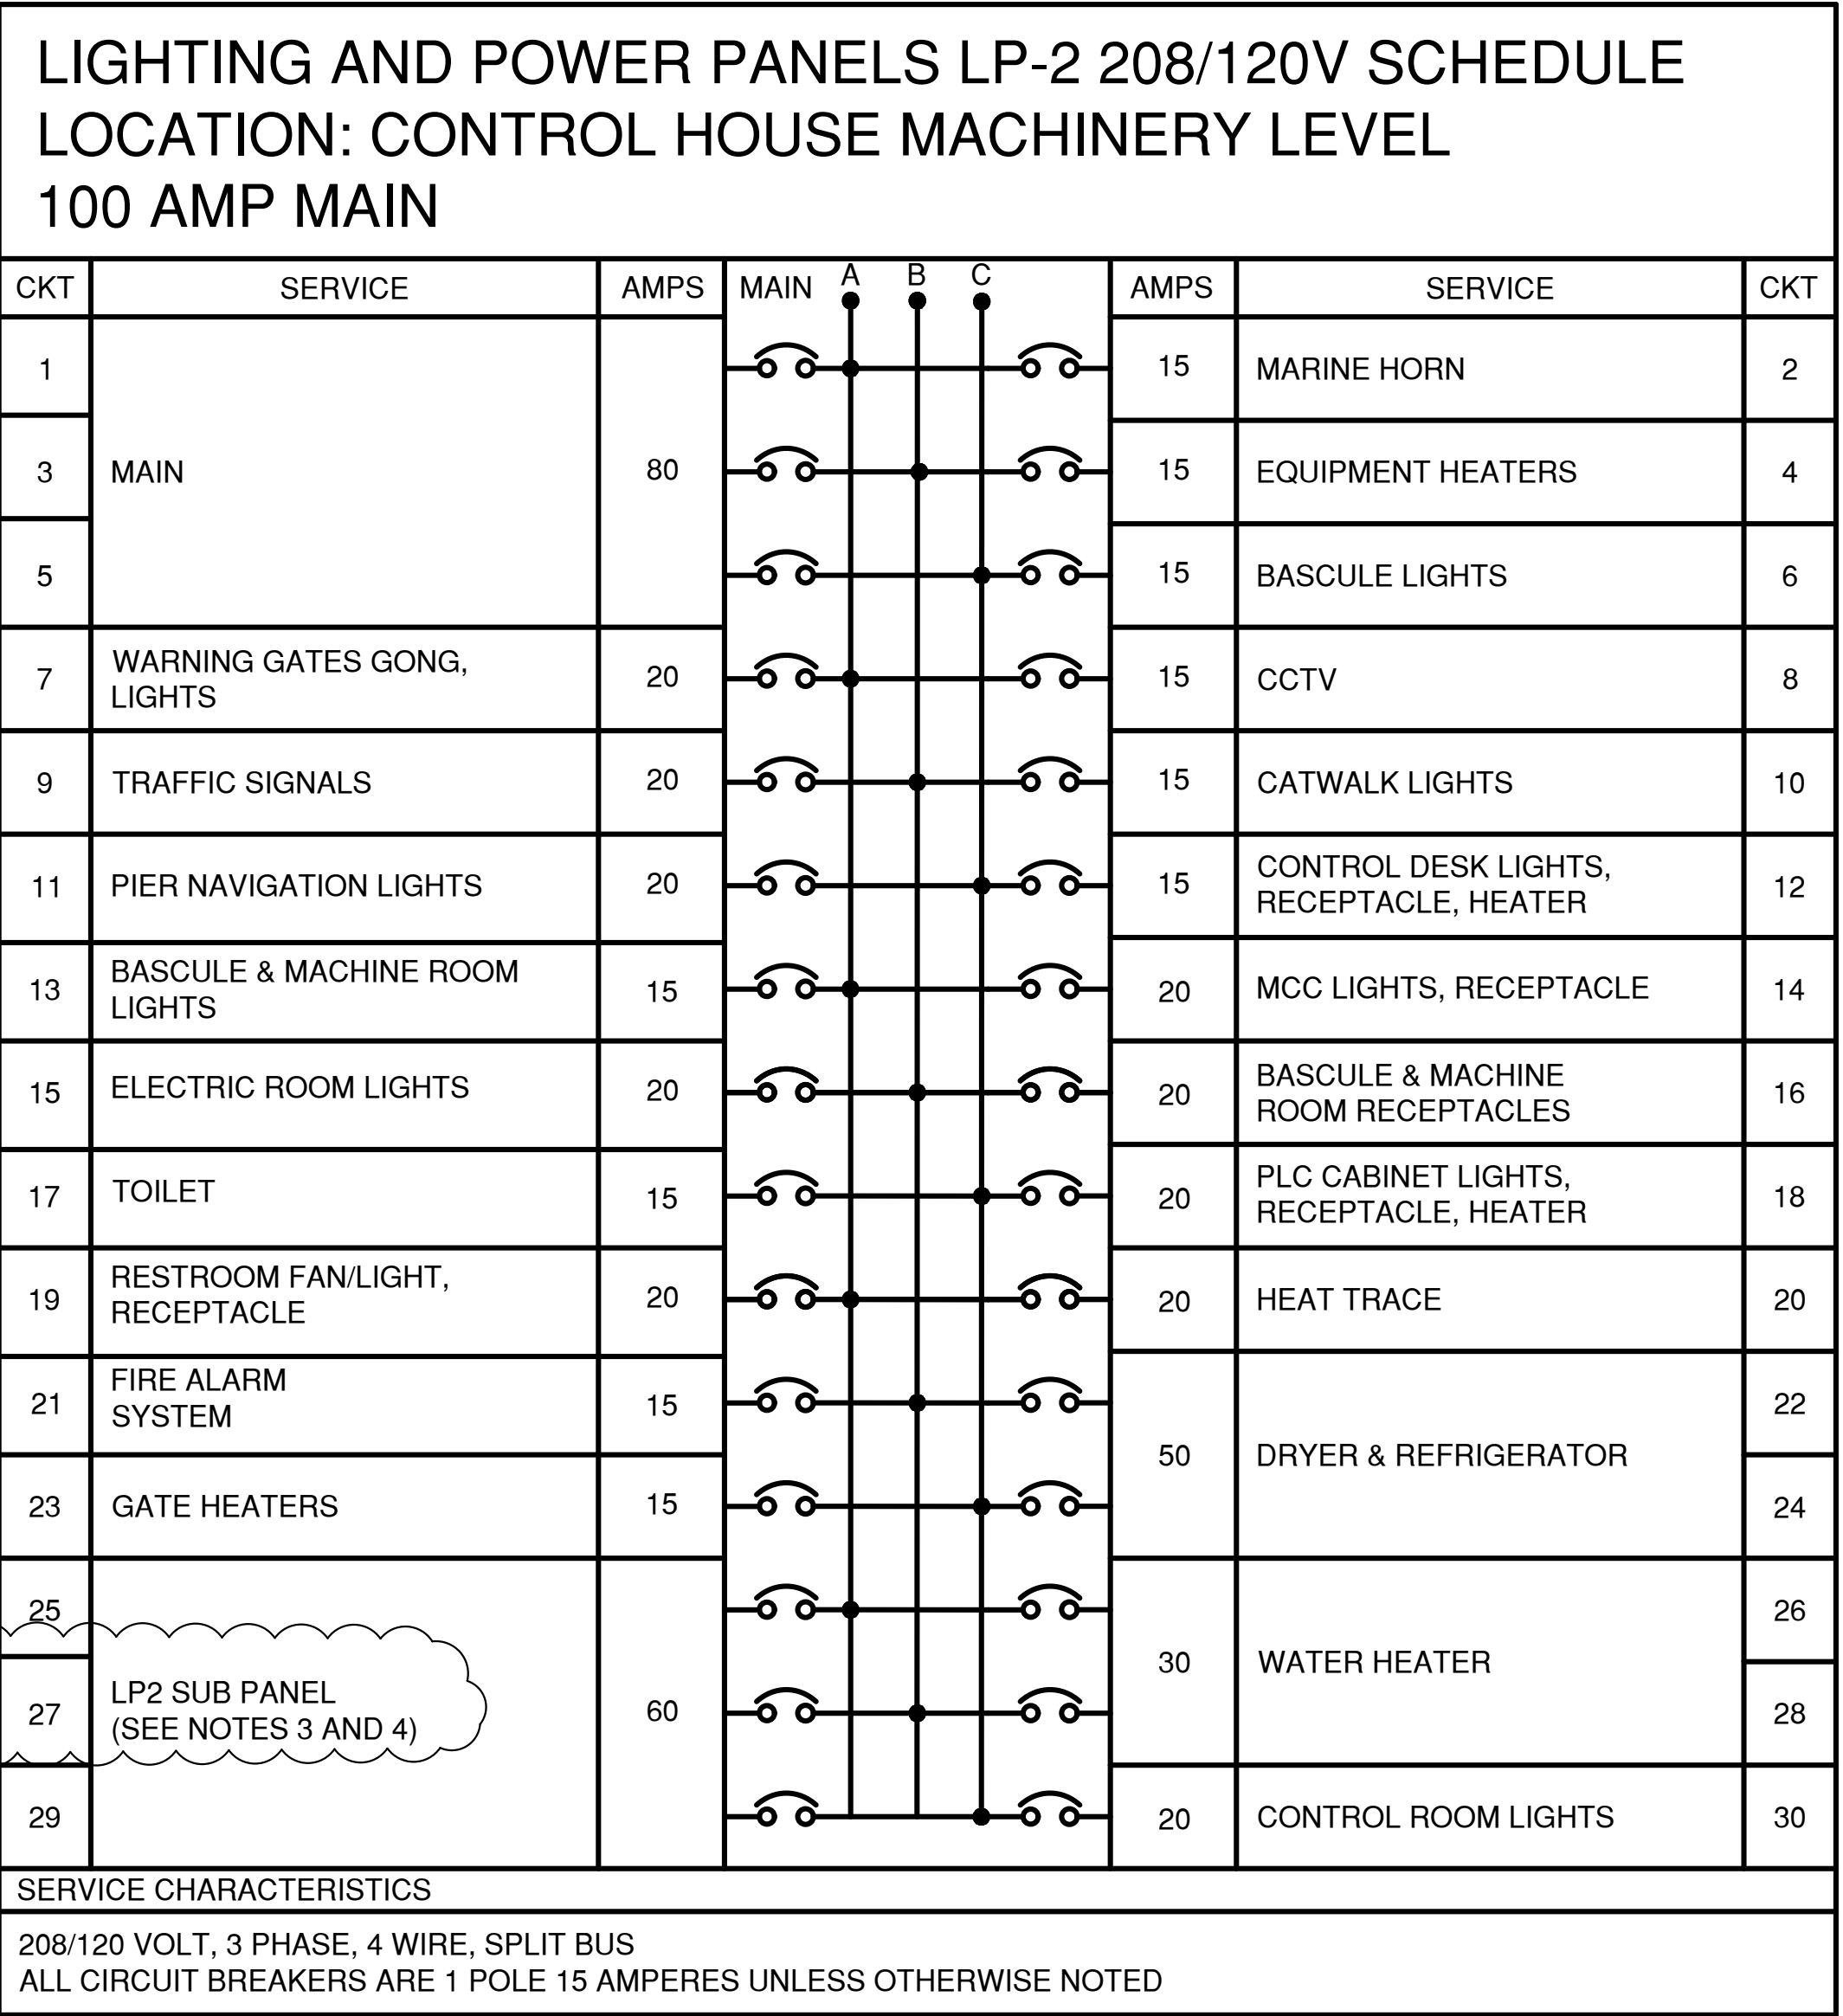 LIGHTING AND POWER PANELS LP-2 208/120V SCHEDULE
LOCATION: CONTROL HOUSE MACHINERY LEVEL
100 AMP MAIN
CKT SERVICE AMPS MAIN A B C AMPS SERVICE CKT
1 15 MARINE HORN 2
3 MAIN 80 15 EQUIPMENT HEATERS 4
5 15 BASCULE LIGHTS 6
7 WARNING GATES GONG,
LIGHTS 20 15 CCTV 8
9 TRAFFIC SIGNALS 20 15 CATWALK LIGHTS 10
11 PIER NAVIGATION LIGHTS 20 15 CONTROL DESK LIGHTS,
RECEPTACLE, HEATER 12
13 BASCULE & MACHINE ROOM
LIGHTS 15 20 MCC LIGHTS, RECEPTACLE 14
15 ELECTRIC ROOM LIGHTS 20 20 BASCULE & MACHINE
ROOM RECEPTACLES 16
17 TOILET 15 20 PLC CABINET LIGHTS,
RECEPTACLE, HEATER 18
19 RESTROOM FAN/LIGHT,
RECEPTACLE 20 20 HEAT TRACE 20
21 FIRE ALARM
SYSTEM 15 22
50 DRYER & REFRIGERATOR
23 GATE HEATERS 15 24
25 26
30 WATER HEATER
27 LP2 SUB PANEL
(SEE NOTES 3 AND 4) 60 28
29 20 CONTROL ROOM LIGHTS 30
SERVICE CHARACTERISTICS
208/120 VOLT, 3 PHASE, 4 WIRE, SPLIT BUS
ALL CIRCUIT BREAKERS ARE 1 POLE 15 AMPERES UNLESS OTHERWISE NOTED